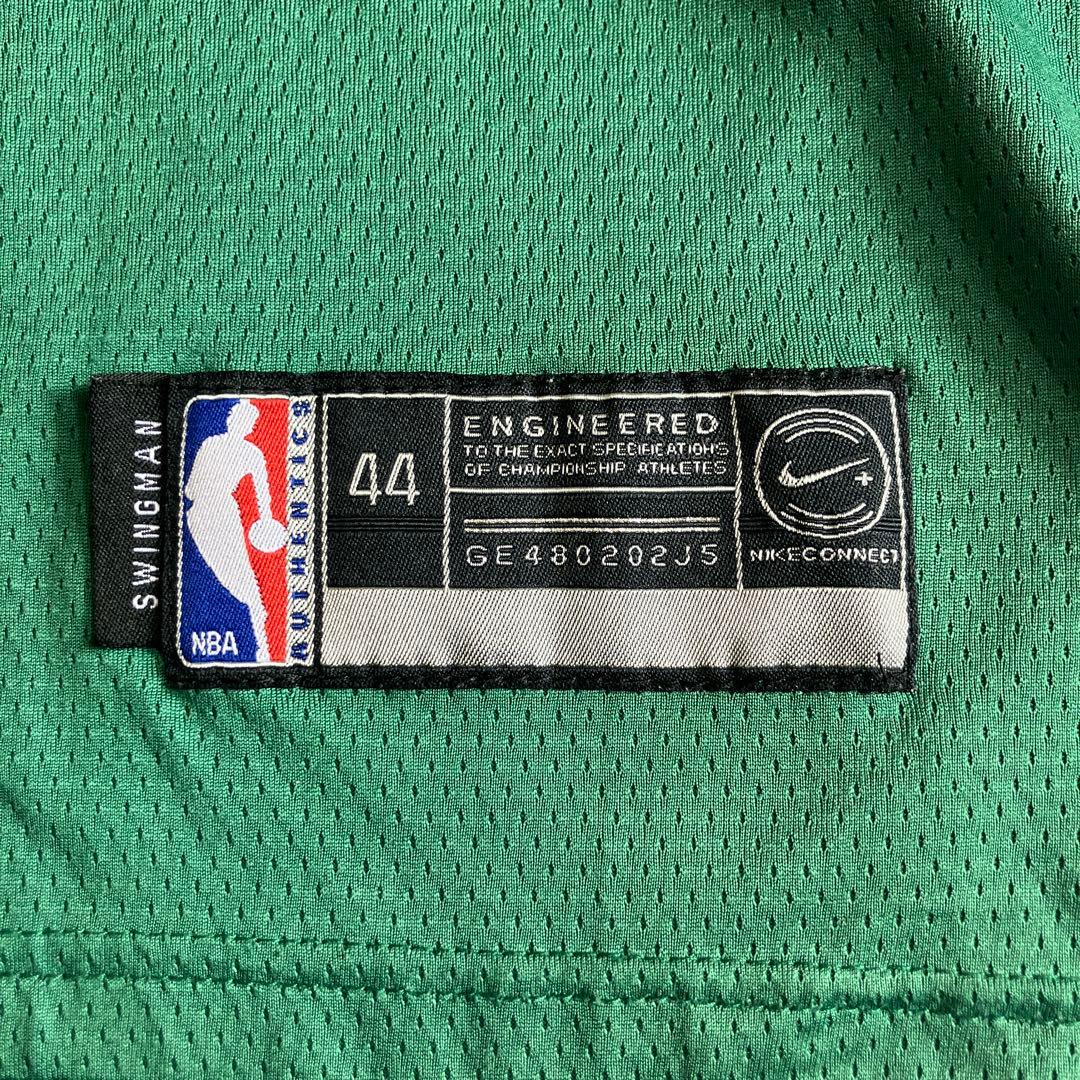 SWINGMAN
NBA
AUTHENTICS
44
ENGINEERED
TO THE EXACT SPECIFICATIONS
OF CHAMPIONSHIP ATHLETES
GE480202J5
NIKECONNECT